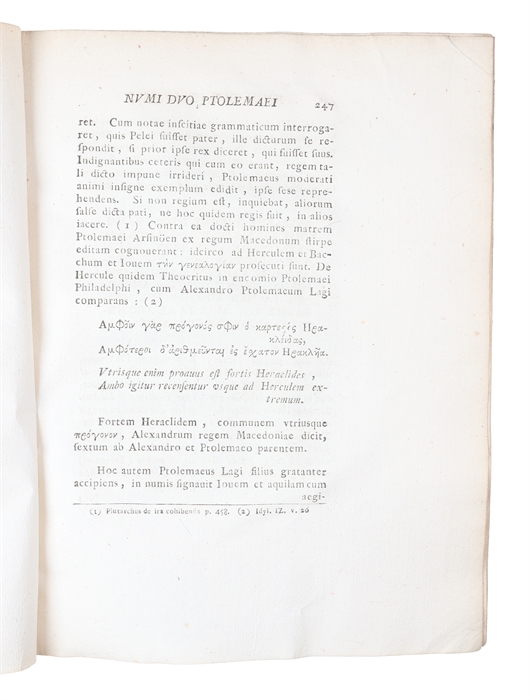 NVMI DVO PTOLEMAEI 247
ret. Cum notae inscitiae grammaticum interroga-
ret, quis Pelei fuisset pater, ille dicturum se re-
spondit, si prior ipse rex diceret, qui fuisset suus.
Indignantibus ceteris qui cum eo erant, regem ta-
li dicto impune irrideri, Ptolemaeus moderati
animi insigne exemplum edidit, ipse sese repre-
hendens. Si non regium est, inquiebat, aliorum
salse dicta pati, ne hoc quidem regis fuit, in alios
iacere. (1) Contra ea docti homines matrem
Ptolemaei Arsinöen ex regum Macedonum stirpe
editam cognouerant; idcirco ad Herculem et Bac-
chum et Iouem τὴν γενεαλογίαν prosecuti sunt. De
Hercule quidem Theocritus in encomio Ptolemaei
Philadelphi, cum Alexandro Ptolemaeum Lagi
comparans: (2)
Αμφοῖν γὰρ πρόγονός σφιν ὁ καρτερὸς Ηρα-
κλείδας,
Αμφότεροι δ'ἀριθμεῦνται ἐς ἔσχατον Ηρακλῆα.
Vtrisque enim proauus est fortis Heraclides,
Ambo igitur recensentur vsque ad Herculem ex-
tremum.
Fortem Heraclidem, communem vtriusque
πρόγονον, Alexandrum regem Macedoniae dicit,
sextum ab Alexandro et Ptolemaeo parentem.
Hoc autem Ptolemaeus Lagi filius gratanter
accipiens, in numis signauit Iouem et aquilam cum
aegi-
(1) Plutarchus de ira cohibenda p. 458. (2) Idyl. IZ. v. 26